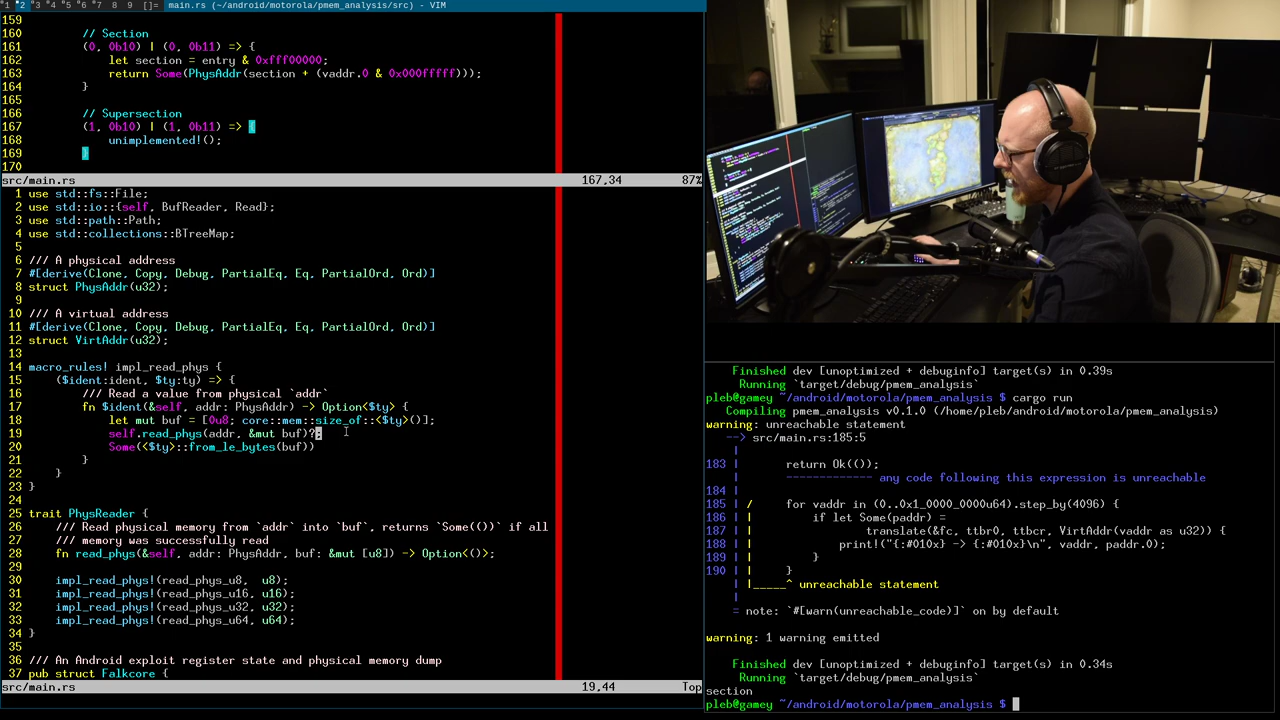 1 2 3 4 5 6 7 8 9 []= main.rs (~/android/motorola/pmem_analysis/src) - VIM
159
160 // Section
161 (0, 0b10) | (0, 0b11) => {
162 let section = entry & 0xfff00000;
163 return Some(PhysAddr(section + (vaddr.0 & 0x000fffff)));
164 }
165
166 // Supersection
167 (1, 0b10) | (1, 0b11) => {
168 unimplemented!();
169 }
170
src/main.rs 167,34 87%
1 use std::fs::File;
2 use std::io::{self, BufReader, Read};
3 use std::path::Path;
4 use std::collections::BTreeMap;
5
6 /// A physical address
7 #[derive(Clone, Copy, Debug, PartialEq, Eq, PartialOrd, Ord)]
8 struct PhysAddr(u32);
9
10 /// A virtual address
11 #[derive(Clone, Copy, Debug, PartialEq, Eq, PartialOrd, Ord)]
12 struct VirtAddr(u32);
13
14 macro_rules! impl_read_phys {
15 ($ident:ident, $ty:ty) => {
16 /// Read a value from physical `addr`
17 fn $ident(&self, addr: PhysAddr) -> Option<$ty> {
18 let mut buf = [0u8; core::mem::size_of::<$ty>()];
19 self.read_phys(addr, &mut buf)?;
20 Some(<$ty>::from_le_bytes(buf))
21 }
22 }
23 }
24
25 trait PhysReader {
26 /// Read physical memory from `addr` into `buf`, returns `Some(())` if all
27 /// memory was successfully read
28 fn read_phys(&self, addr: PhysAddr, buf: &mut [u8]) -> Option<()>;
29
30 impl_read_phys!(read_phys_u8, u8);
31 impl_read_phys!(read_phys_u16, u16);
32 impl_read_phys!(read_phys_u32, u32);
33 impl_read_phys!(read_phys_u64, u64);
34 }
35
36 /// An Android exploit register state and physical memory dump
37 pub struct Falkcore {
src/main.rs 19,44 Top
Finished dev [unoptimized + debuginfo] target(s) in 0.39s
Running `target/debug/pmem_analysis`
pleb@gamey ~/android/motorola/pmem_analysis $ cargo run
Compiling pmem_analysis v0.1.0 (/home/pleb/android/motorola/pmem_analysis)
warning: unreachable statement
--> src/main.rs:185:5
|
183 | return Ok(());
| ------------- any code following this expression is unreachable
184 |
185 | / for vaddr in (0..0x1_0000_0000u64).step_by(4096) {
186 | | if let Some(paddr) =
187 | | translate(&fc, ttbr0, ttbcr, VirtAddr(vaddr as u32)) {
188 | | print!("{:#010x} -> {:#010x}\n", vaddr, paddr.0);
189 | | }
190 | | }
| |_____^ unreachable statement
|
= note: `#[warn(unreachable_code)]` on by default
warning: 1 warning emitted
Finished dev [unoptimized + debuginfo] target(s) in 0.34s
Running `target/debug/pmem_analysis`
section
pleb@gamey ~/android/motorola/pmem_analysis $